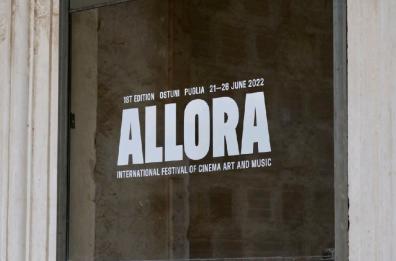 1ST EDITION OSTUNI PUGLIA 21—26 JUNE 2022
ALLORA
INTERNATIONAL FESTIVAL OF CINEMA ART AND MUSIC